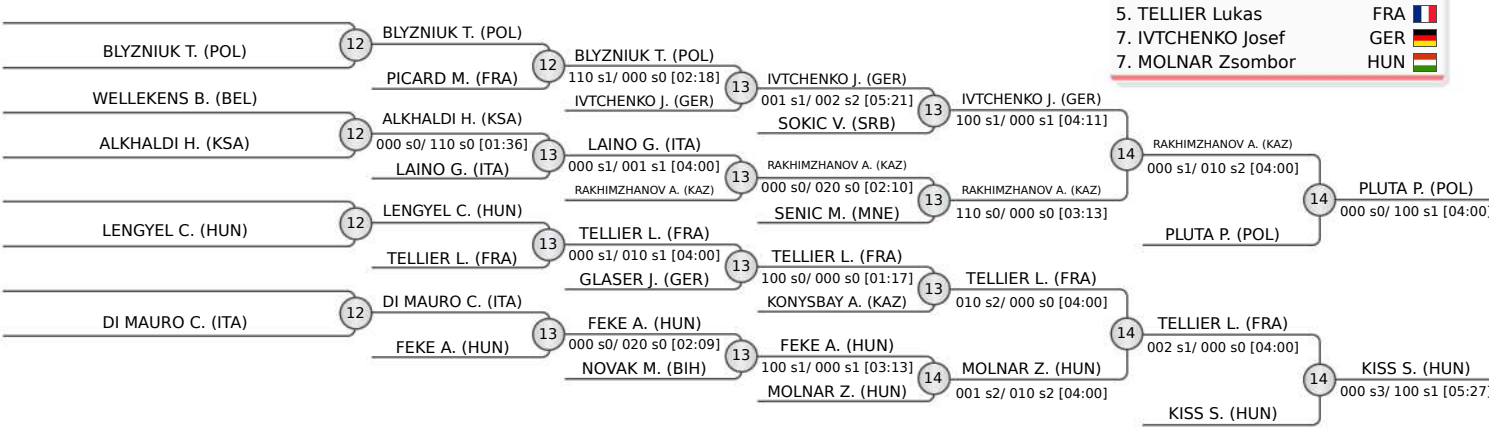 5. TELLIER Lukas FRA
7. IVTCHENKO Josef GER
7. MOLNAR Zsombor HUN
BLYZNIUK T. (POL)
12
WELLEKENS B. (BEL)
ALKHALDI H. (KSA)
12
LENGYEL C. (HUN)
12
DI MAURO C. (ITA)
12
BLYZNIUK T. (POL)
PICARD M. (FRA)
12
ALKHALDI H. (KSA)
000 s0/ 110 s0 [01:36]
LAINO G. (ITA)
13
LENGYEL C. (HUN)
TELLIER L. (FRA)
13
DI MAURO C. (ITA)
FEKE A. (HUN)
13
BLYZNIUK T. (POL)
110 s1/ 000 s0 [02:18]
IVTCHENKO J. (GER)
13
LAINO G. (ITA)
000 s1/ 001 s1 [04:00]
RAKHIMZHANOV A. (KAZ)
13
TELLIER L. (FRA)
000 s1/ 010 s1 [04:00]
GLASER J. (GER)
13
FEKE A. (HUN)
000 s0/ 020 s0 [02:09]
NOVAK M. (BIH)
13
IVTCHENKO J. (GER)
001 s1/ 002 s2 [05:21]
SOKIC V. (SRB)
13
RAKHIMZHANOV A. (KAZ)
000 s0/ 020 s0 [02:10]
SENIC M. (MNE)
13
TELLIER L. (FRA)
100 s0/ 000 s0 [01:17]
KONYSBAY A. (KAZ)
13
FEKE A. (HUN)
100 s1/ 000 s1 [03:13]
MOLNAR Z. (HUN)
14
IVTCHENKO J. (GER)
100 s1/ 000 s1 [04:11]
RAKHIMZHANOV A. (KAZ)
110 s0/ 000 s0 [03:13]
14
TELLIER L. (FRA)
010 s2/ 000 s0 [04:00]
MOLNAR Z. (HUN)
001 s2/ 010 s2 [04:00]
14
RAKHIMZHANOV A. (KAZ)
000 s1/ 010 s2 [04:00]
PLUTA P. (POL)
14
TELLIER L. (FRA)
002 s1/ 000 s0 [04:00]
KISS S. (HUN)
14
PLUTA P. (POL)
000 s0/ 100 s1 [04:00]
KISS S. (HUN)
000 s3/ 100 s1 [05:27]